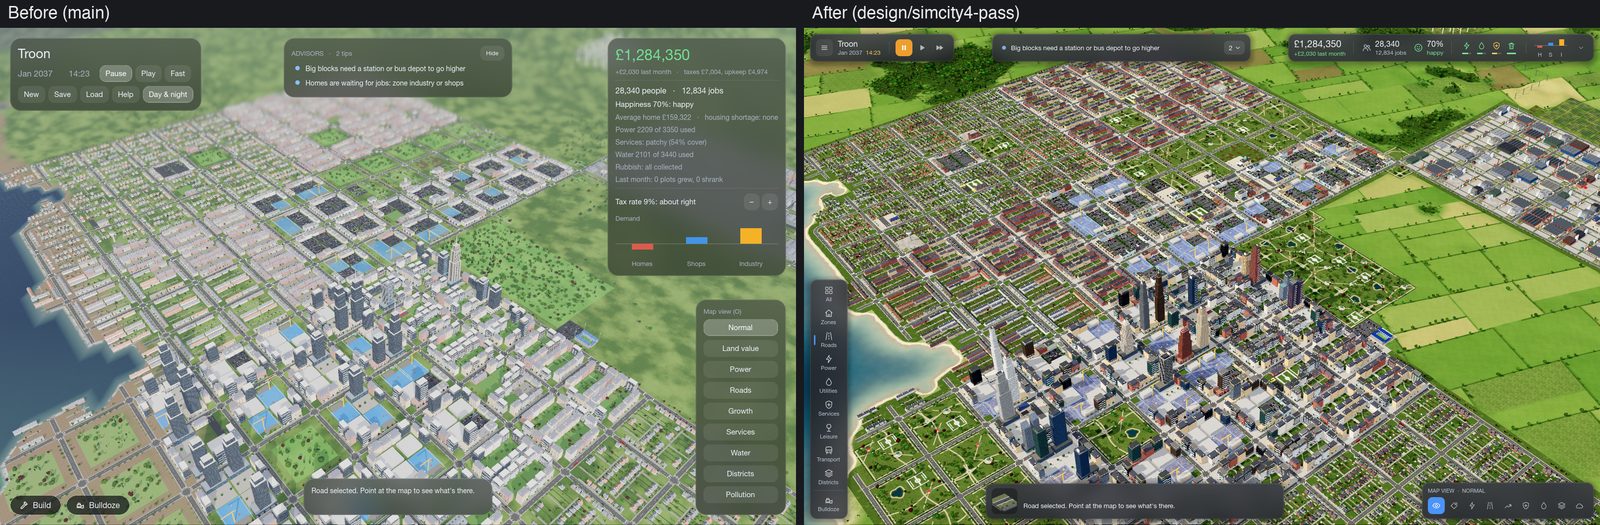 Before (main)
Troon
Jan 2037 14:23 Pause Play Fast
New Save Load Help Day & night
ADVISORS · 2 tips Hide
Big blocks need a station or bus depot to go higher
Homes are waiting for jobs: zone industry or shops
£1,284,350
+£2,030 last month · taxes £7,004, upkeep £4,974
28,340 people · 12,834 jobs
Happiness 70%: happy
Average home £159,322 · housing shortage: none
Power 2209 of 3350 used
Services: patchy (54% cover)
Water 2101 of 3440 used
Rubbish: all collected
Last month: 0 plots grew, 0 shrank
Tax rate 9%: about right − +
Demand
Homes Shops Industry
Map view (O)
Normal
Land value
Power
Roads
Growth
Services
Water
Districts
Pollution
Road selected. Point at the map to see what's there.
Build Bulldoze
After (design/simcity4-pass)
Troon
Jan 2037 14:23
Big blocks need a station or bus depot to go higher 2
£1,284,350
+£2,030 last month
28,340
12,834 jobs
70%
happy
H S I
All
Zones
Roads
Power
Utilities
Services
Leisure
Transport
Districts
Bulldoze
Road selected. Point at the map to see what's there.
MAP VIEW · NORMAL